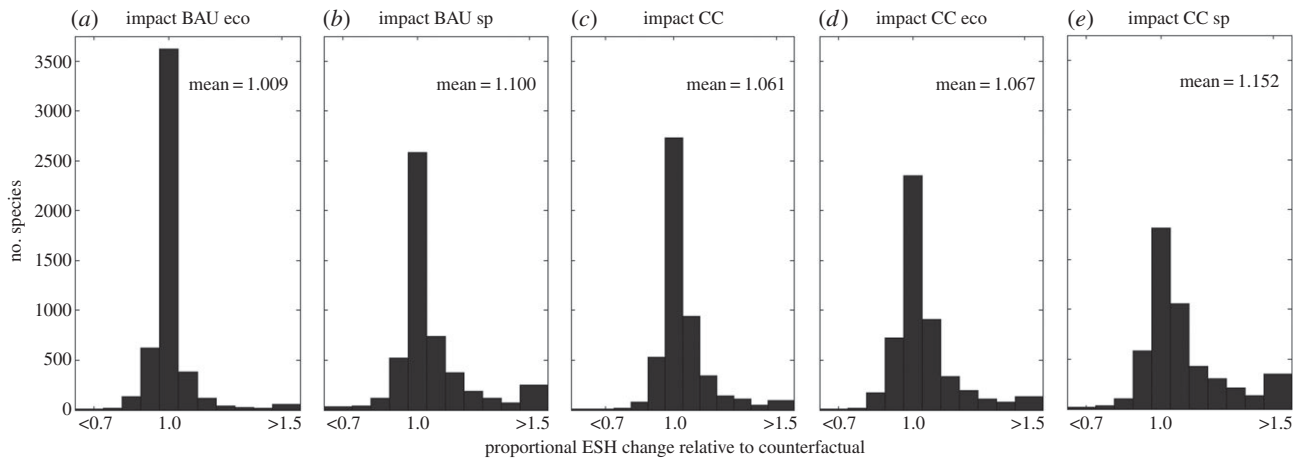 (a) impact BAU eco
(b) impact BAU sp
(c) impact CC
(d) impact CC eco
(e) impact CC sp
mean = 1.009
mean = 1.100
mean = 1.061
mean = 1.067
mean = 1.152
no. species
3500
3000
2500
2000
1500
1000
500
0
<0.7 1.0 >1.5
<0.7 1.0 >1.5
<0.7 1.0 >1.5
<0.7 1.0 >1.5
<0.7 1.0 >1.5
proportional ESH change relative to counterfactual